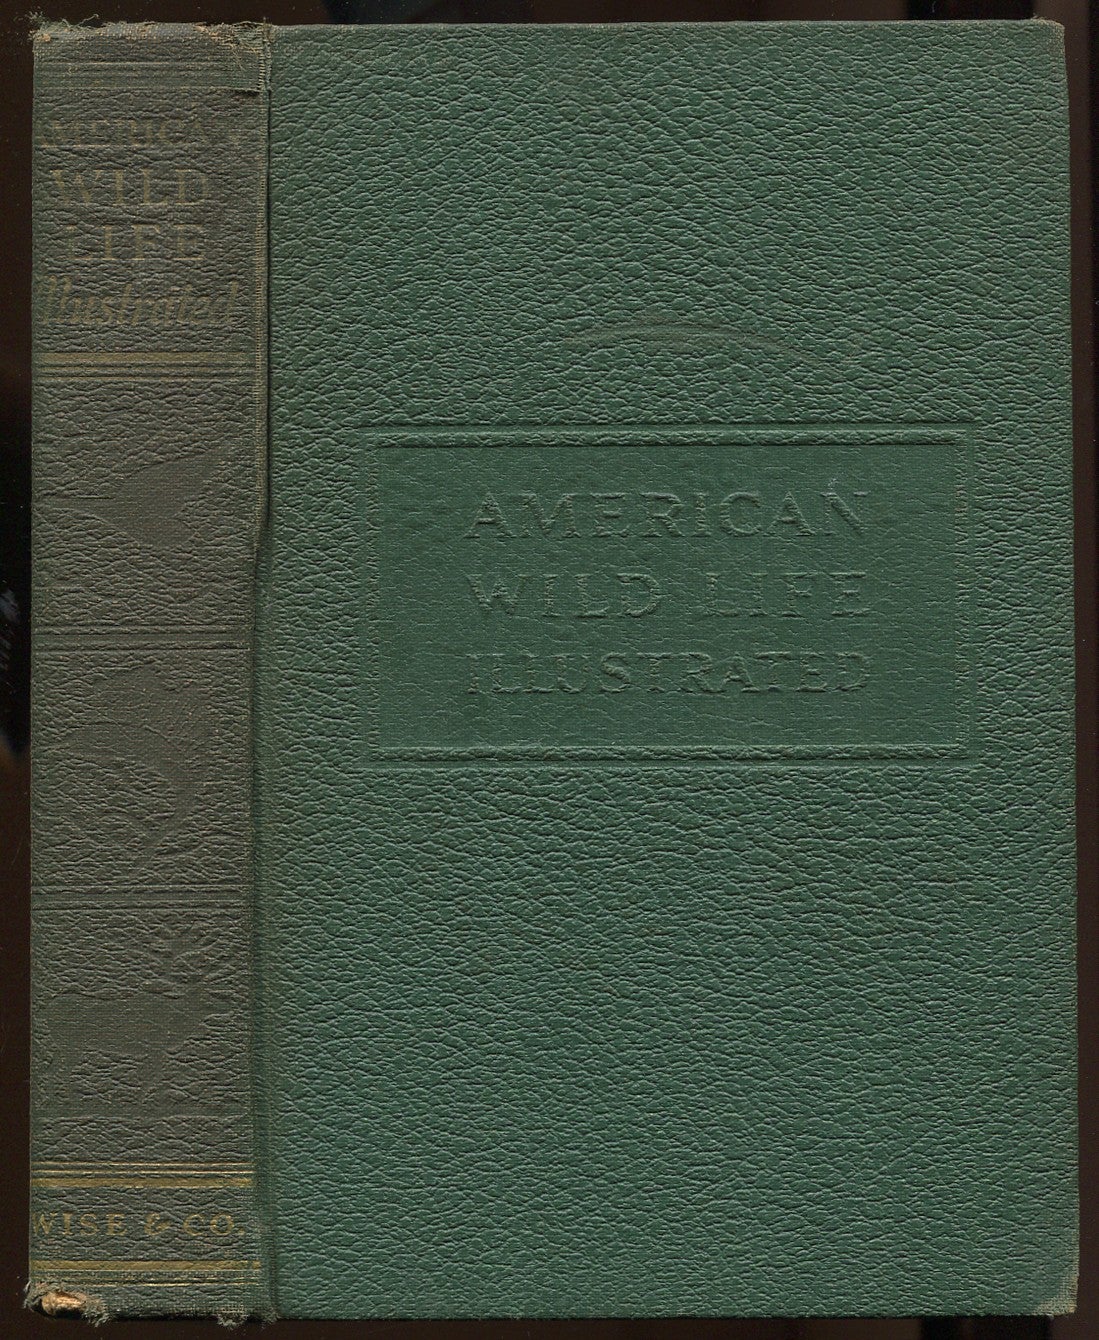 AMERICAN
WILD
LIFE
Illustrated
WISE & CO.
AMERICAN
WILD LIFE
ILLUSTRATED